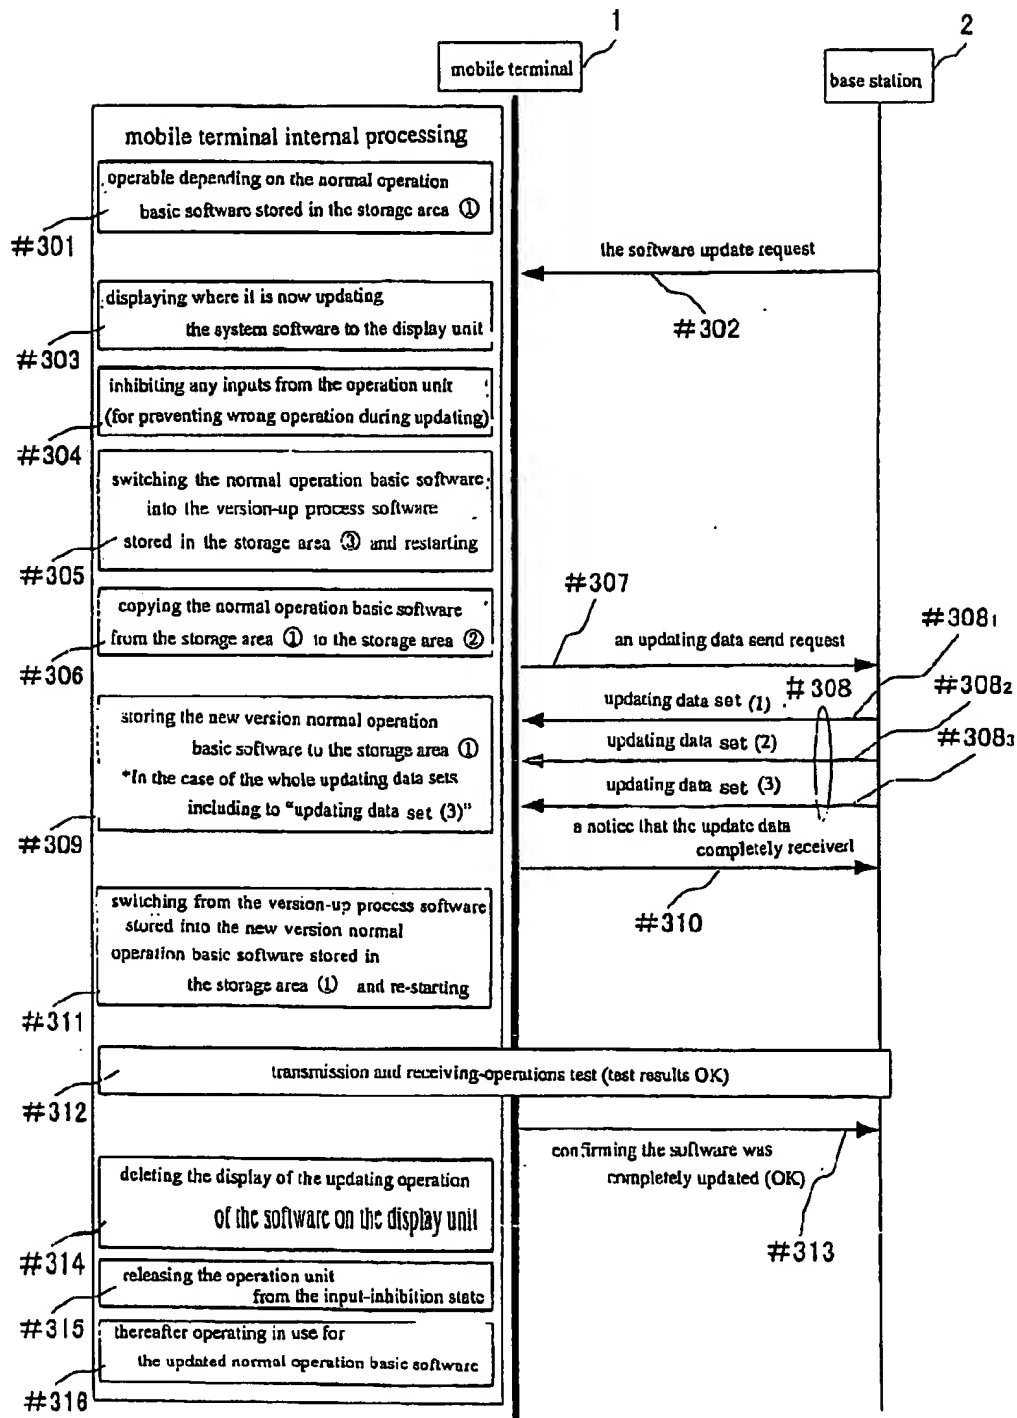 1
2
mobile terminal
base station
mobile terminal internal processing
operable depending on the normal operation
basic software stored in the storage area ①
#301
the software update request
#302
displaying where it is now updating
the system software to the display unit
#303
inhibiting any inputs from the operation unit
(for preventing wrong operation during updating)
#304
switching the normal operation basic software
into the version-up process software
stored in the storage area ③ and restarting
#305
#307
copying the normal operation basic software
from the storage area ① to the storage area ②
#306
an updating data send request
#308₁
#308
#308₂
updating data set (1)
storing the new version normal operation
basic software to the storage area ①
*In the case of the whole updating data sets
including to "updating data set (3)"
#309
updating data set (2)
#308₃
updating data set (3)
a notice that the update data
completely received
#310
switching from the version-up process software
stored into the new version normal
operation basic software stored in
the storage area ① and re-starting
#311
transmission and receiving-operations test (test results OK)
#312
confirming the software was
completely updated (OK)
#313
deleting the display of the updating operation
of the software on the display unit
#314
releasing the operation unit
from the input-inhibition state
#315
thereafter operating in use for
the updated normal operation basic software
#316